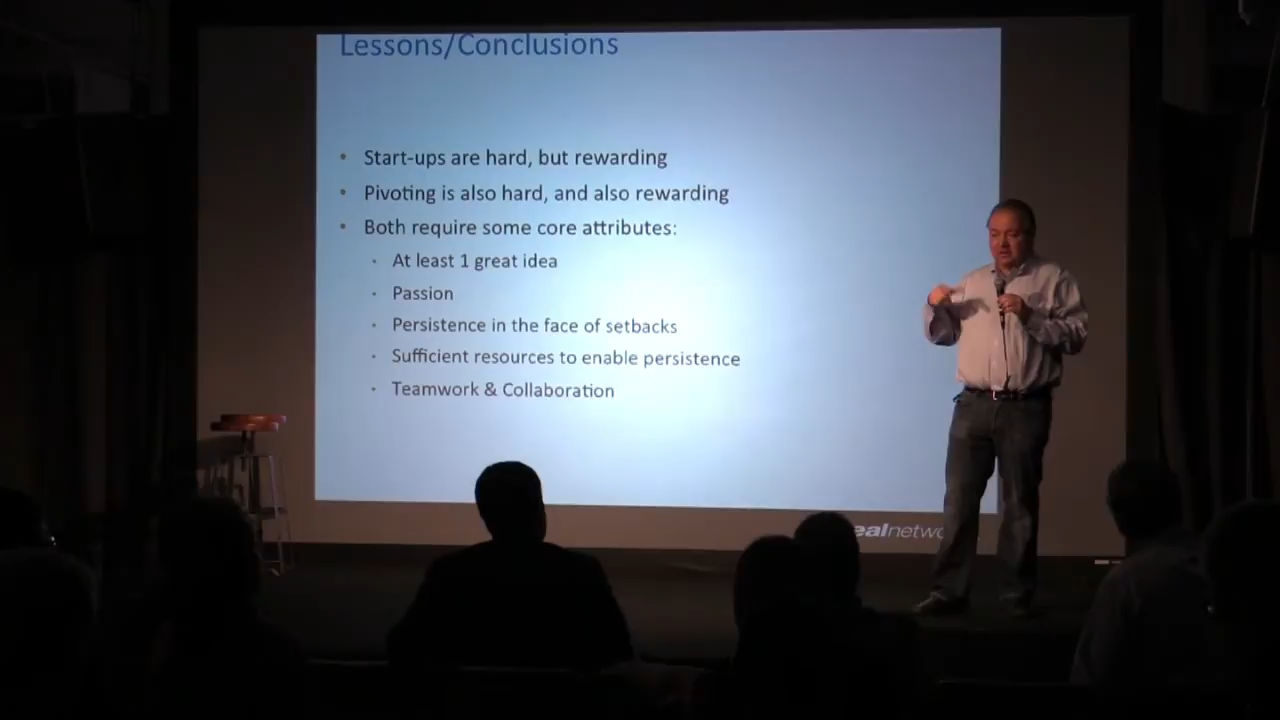 Lessons/Conclusions
• Start-ups are hard, but rewarding
• Pivoting is also hard, and also rewarding
• Both require some core attributes:
• At least 1 great idea
• Passion
• Persistence in the face of setbacks
• Sufficient resources to enable persistence
• Teamwork & Collaboration
ealnetwo